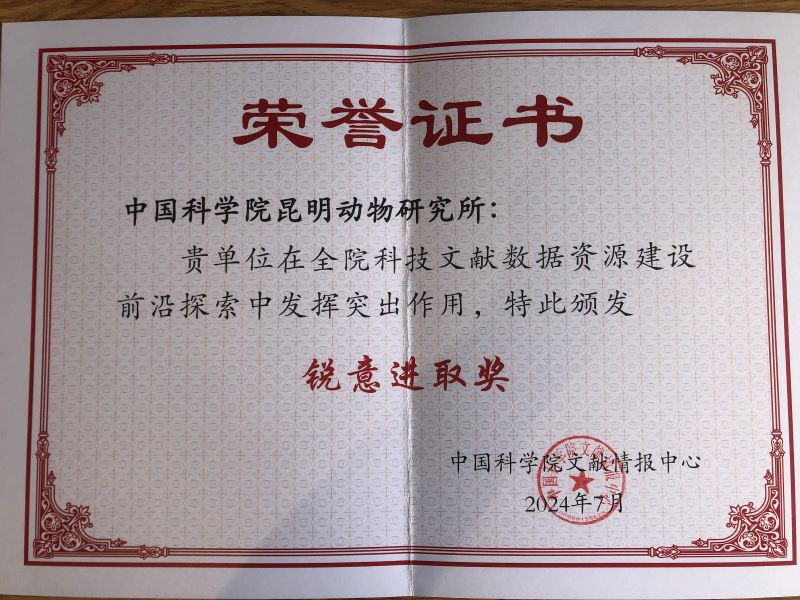 荣誉证书
中国科学院昆明动物研究所：
贵单位在全院科技文献数据资源建设
前沿探索中发挥突出作用，特此颁发
锐意进取奖
中国科学院文献情报中心
2024年7月